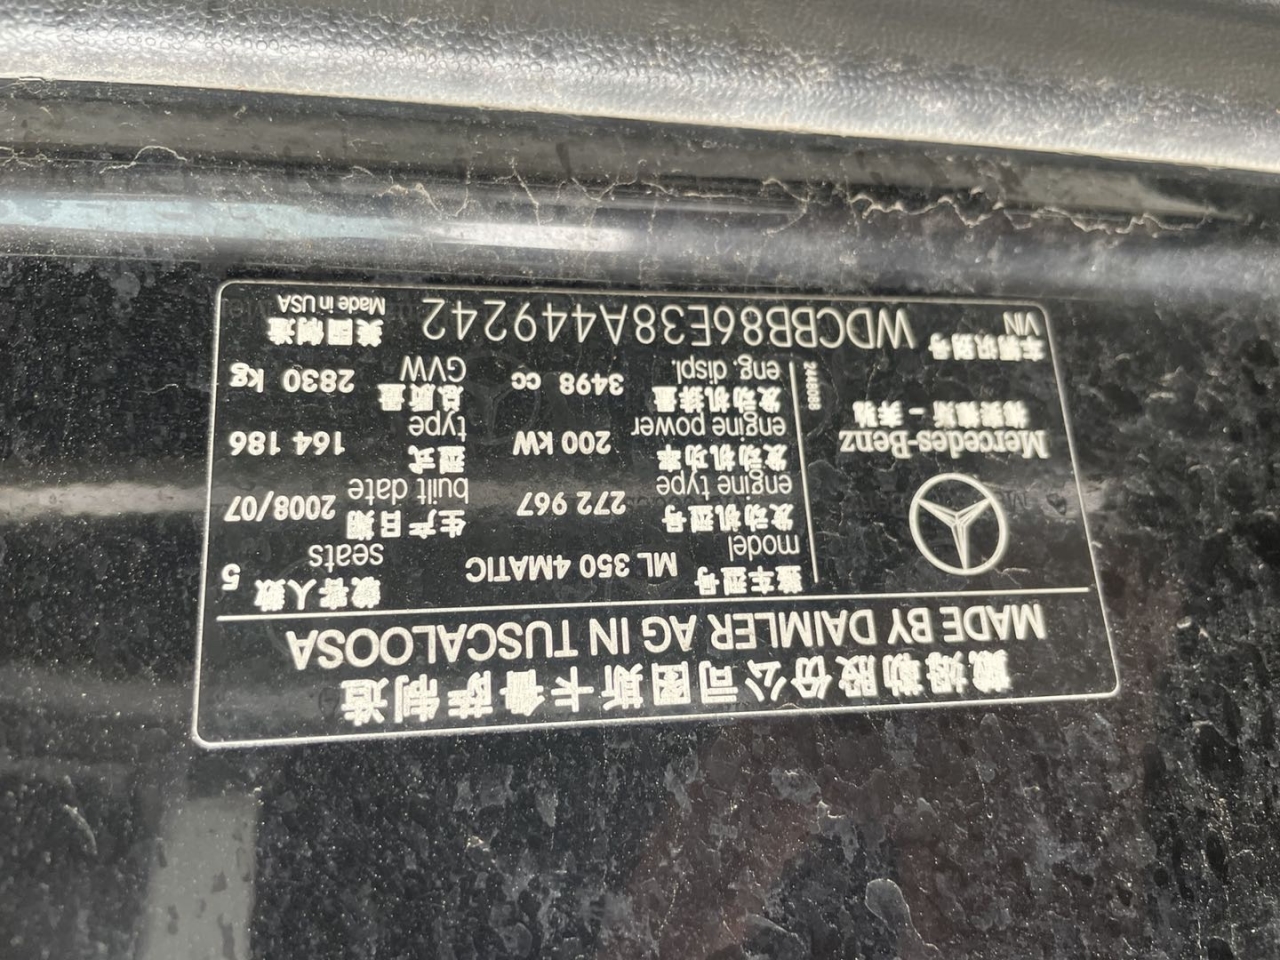 戴姆勒股份公司图斯卡鲁萨制造
MADE BY DAIMLER AG IN TUSCALOOSA
整车型号
model
ML 350 4MATIC
载客人数
seats
5
发动机型号
engine type
272 967
生产日期
built date
2008/07
Mercedes-Benz
梅赛德斯-奔驰
发动机功率
engine power
200 kW
型式
type
164 186
发动机排量
eng. displ.
3498 cc
总质量
GVW
2830 kg
车辆识别号
VIN
WDCBB86E38A449242
美国制造
Made in USA